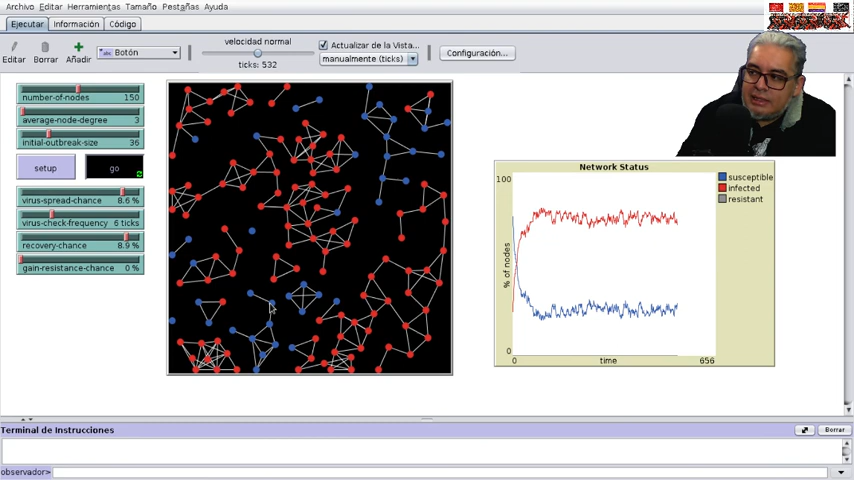 Archivo Editar Herramientas Tamaño Pestañas Ayuda
Ejecutar Información Código
Editar Borrar Añadir
abc Botón
velocidad normal
ticks: 532
Actualizar de la Vista...
manualmente (ticks)
Configuración...
number-of-nodes 150
average-node-degree 3
initial-outbreak-size 36
setup go
virus-spread-chance 8.6 %
virus-check-frequency 6 ticks
recovery-chance 8.9 %
gain-resistance-chance 0 %
Network Status
100
% of nodes
0
0 time 656
susceptible
infected
resistant
Terminal de Instrucciones
Borrar
observador>